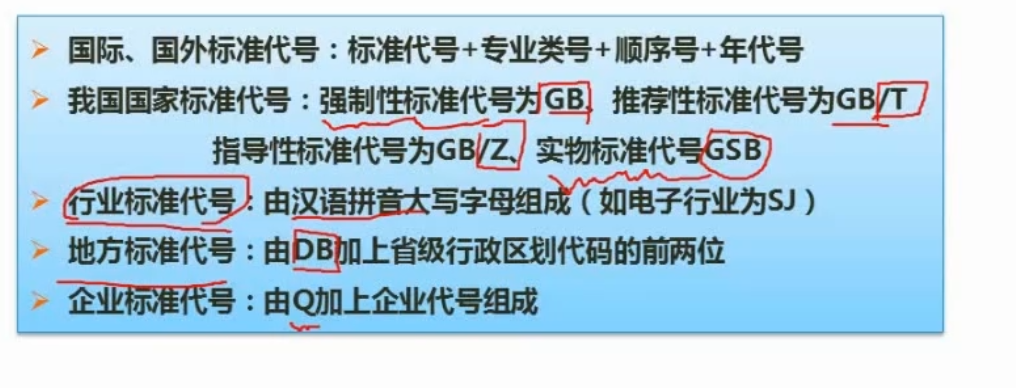 国际、国外标准代号：标准代号+专业类号+顺序号+年代号
我国国家标准代号：强制性标准代号为GB、推荐性标准代号为GB/T
指导性标准代号为GB/Z、实物标准代号GSB
行业标准代号：由汉语拼音大写字母组成（如电子行业为SJ）
地方标准代号：由DB加上省级行政区划代码的前两位
企业标准代号：由Q加上企业代号组成